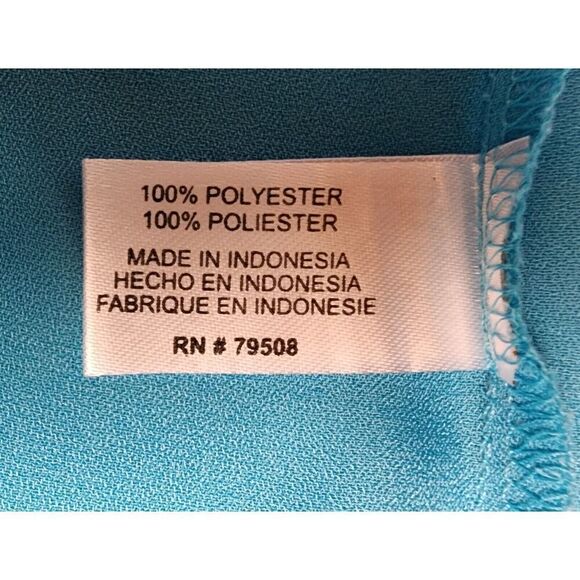 100% POLYESTER
100% POLIESTER
MADE IN INDONESIA
HECHO EN INDONESIA
FABRIQUE EN INDONESIE
RN # 79508